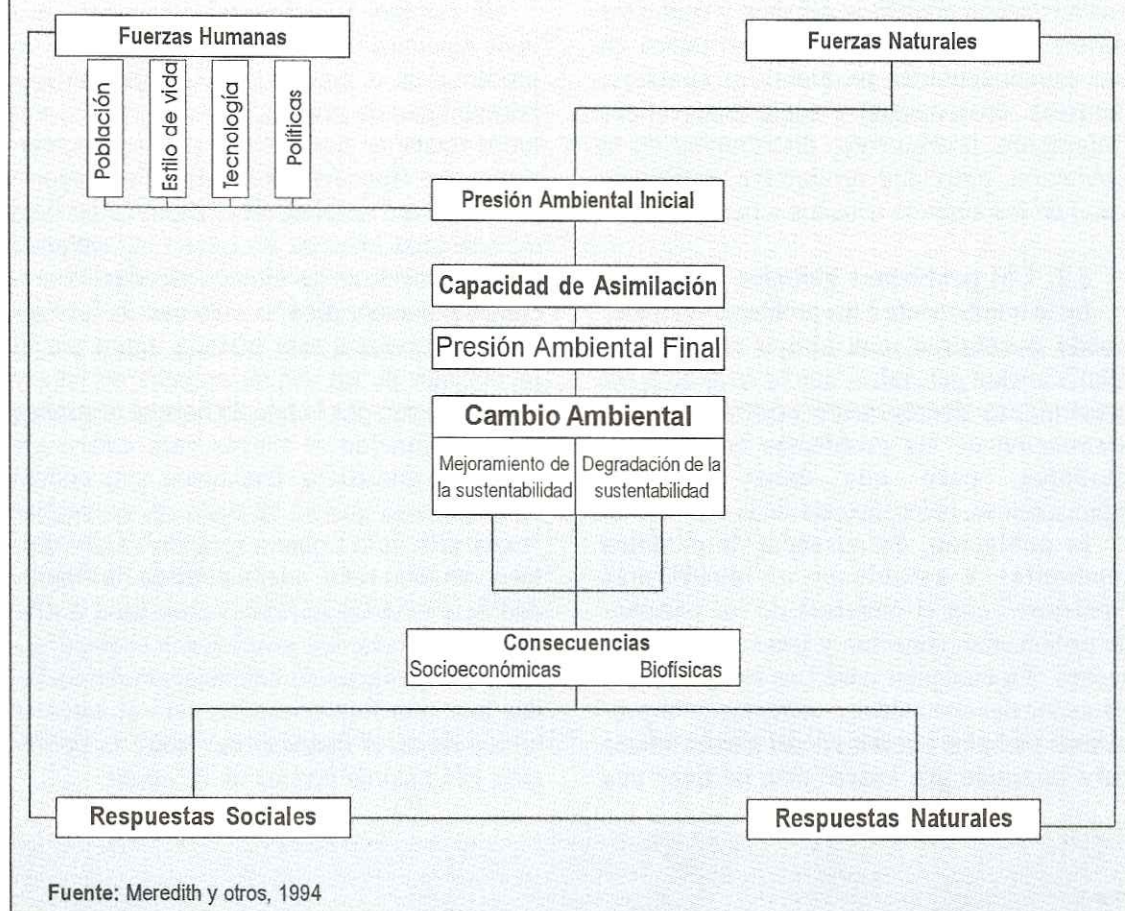 Fuerzas Humanas
Fuerzas Naturales
Población
Estilo de vida
Tecnología
Políticas
Presión Ambiental Inicial
Capacidad de Asimilación
Presión Ambiental Final
Cambio Ambiental
Mejoramiento de
la sustentabilidad
Degradación de la
sustentabilidad
Consecuencias
Socioeconómicas Biofísicas
Respuestas Sociales
Respuestas Naturales
Fuente: Meredith y otros, 1994